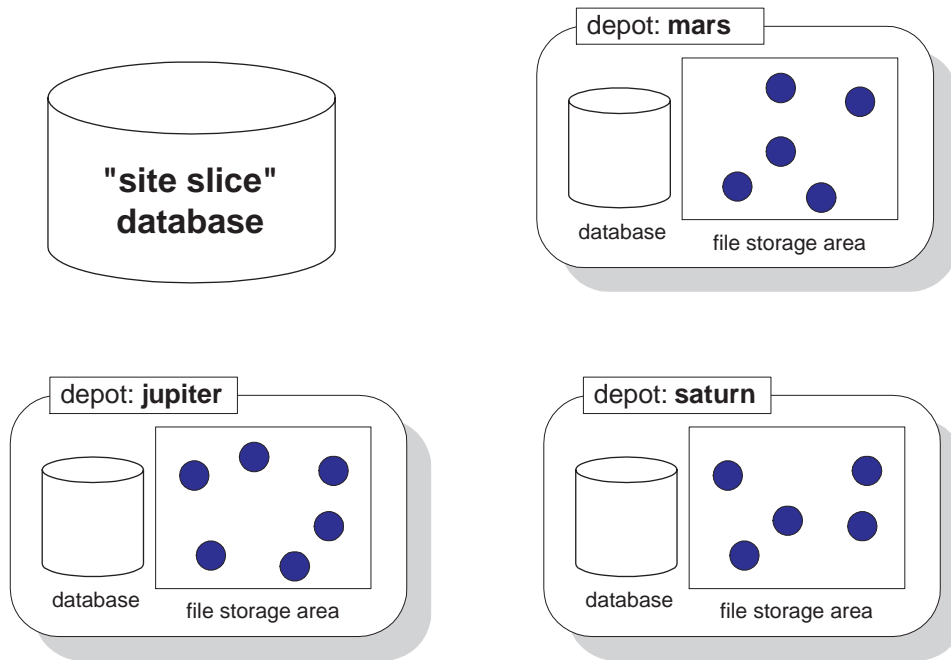 depot: mars
"site slice"
database
database
file storage area
depot: jupiter
database
file storage area
depot: saturn
database
file storage area